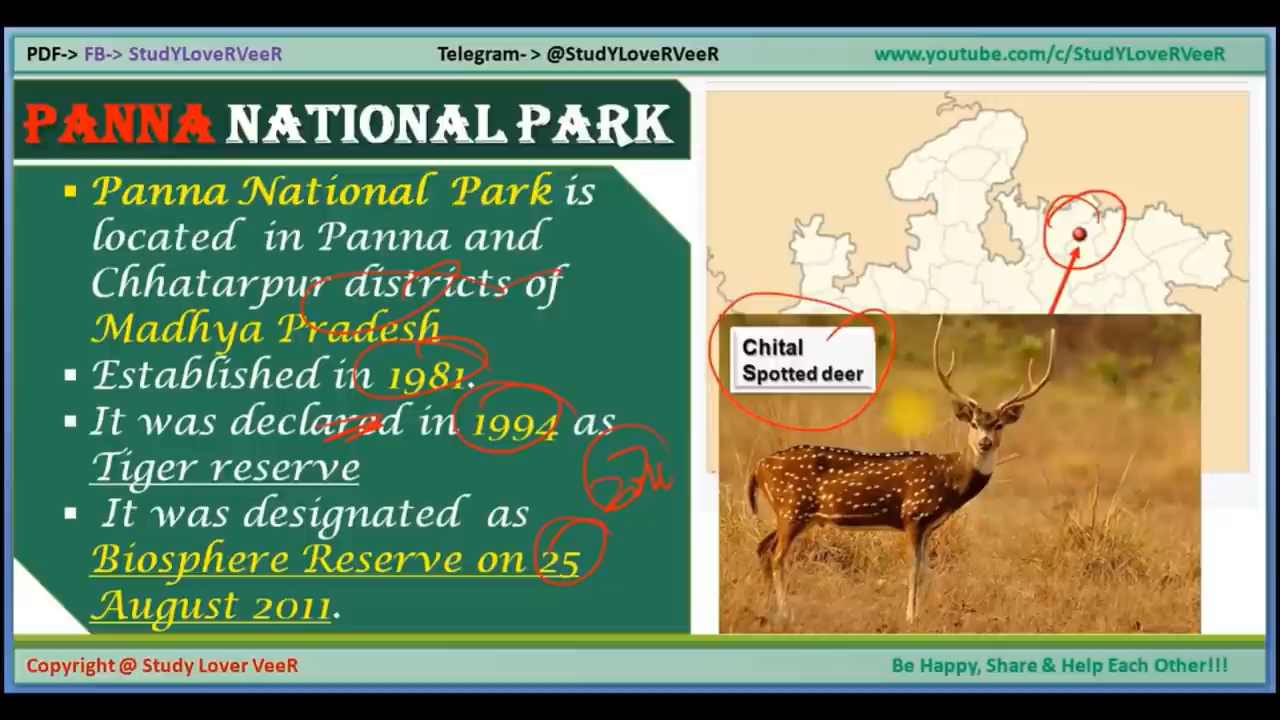 PDF-> FB-> StudYLoveRVeeR
Telegram- > @StudYLoveRVeeR
www.youtube.com/c/StudYLoveRVeeR
PANNA NATIONAL PARK
Panna National Park is
located in Panna and
Chhatarpur districts of
Madhya Pradesh
Established in 1981.
It was declared in 1994 as
Tiger reserve
It was designated as
Biosphere Reserve on 25
August 2011.
Chital
Spotted deer
Copyright @ Study Lover VeeR
Be Happy, Share & Help Each Other!!!